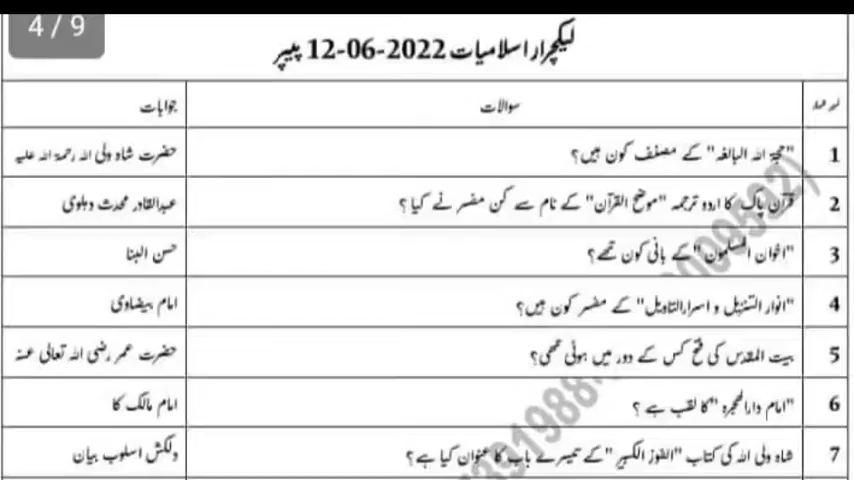 4 / 9
لیکچرار اسلامیات 2022-06-12 پیپر
نمبر شمار سوالات جوابات
1 "حجۃ اللہ البالغہ" کے مصنف کون ہیں؟ حضرت شاہ ولی اللہ رحمۃ اللہ علیہ
2 قرآن پاک کا اردو ترجمہ "موضح القرآن" کے نام سے کس مفسر نے کیا ؟ عبدالقادر محدث دہلوی
3 "اخوان المسلمون" کے بانی کون تھے؟ حسن البنا
4 "انوار التنزیل و اسرارالتاویل" کے مفسر کون ہیں؟ امام بیضاوی
5 بیت المقدس کی فتح کس کے دور میں ہوئی تھی؟ حضرت عمر رضی اللہ تعالی عنہ
6 "امام دارالھجرہ "کا لقب ہے ؟ امام مالک کا
7 شاہ ولی اللہ کی کتاب "الفوز الکبیر "کے تیسرے باب کا عنوان کیا ہے؟ دلکش اسلوب بیان